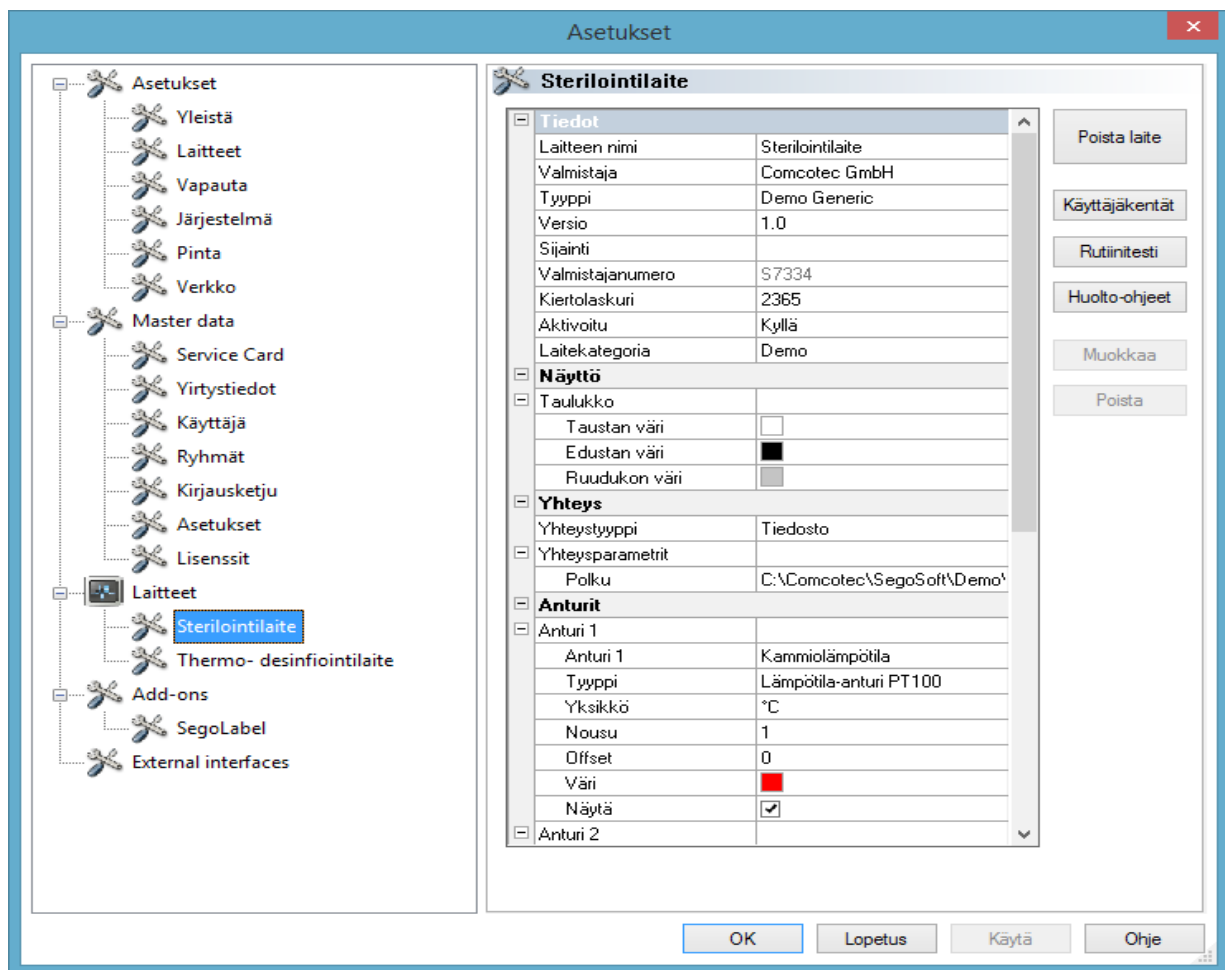 Asetukset
Asetukset
Yleistä
Laitteet
Vapauta
Järjestelmä
Pinta
Verkko
Master data
Service Card
Yirtystiedot
Käyttäjä
Ryhmät
Kirjausketju
Asetukset
Lisenssit
Laitteet
Sterilointilaite
Thermo- desinfiointilaite
Add-ons
SegoLabel
External interfaces
Sterilointilaite
Tiedot
Laitteen nimi Sterilointilaite
Valmistaja Comcotec GmbH
Tyyppi Demo Generic
Versio 1.0
Sijainti
Valmistajanumero S7334
Kiertolaskuri 2365
Aktivoitu Kyllä
Laitekategoria Demo
Näyttö
Taulukko
Taustan väri
Edustan väri
Ruudukon väri
Yhteys
Yhteystyyppi Tiedosto
Yhteysparametrit
Polku C:\Comcotec\SegoSoft\Demo\
Anturit
Anturi 1
Anturi 1 Kammiolämpötila
Tyyppi Lämpötila-anturi PT100
Yksikkö °C
Nousu 1
Offset 0
Väri
Näytä
Anturi 2
Poista laite
Käyttäjäkentät
Rutiinitesti
Huolto-ohjeet
Muokkaa
Poista
OK Lopetus Käytä Ohje